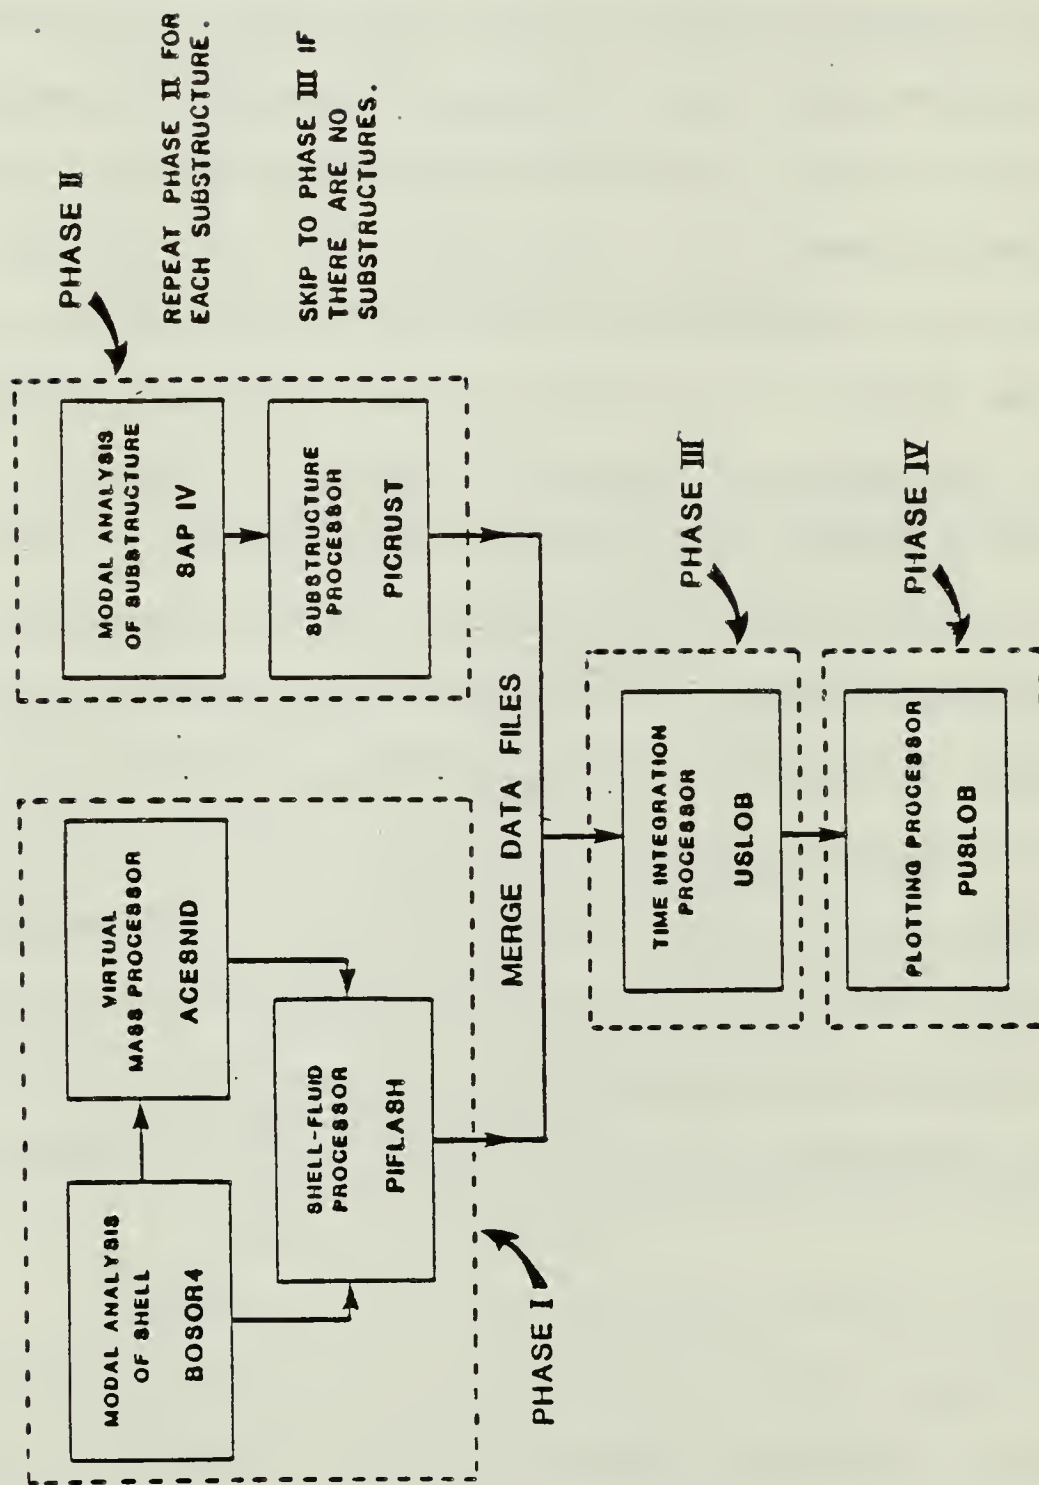 MODAL ANALYSIS
OF SHELL
BOSOR4
VIRTUAL
MASS PROCESSOR
ACESNID
SHELL-FLUID
PROCESSOR
PIFLASH
PHASE I
MODAL ANALYSIS
OF SUBSTRUCTURE
SAP IV
SUBSTRUCTURE
PROCESSOR
PICRUST
PHASE II
REPEAT PHASE II FOR
EACH SUBSTRUCTURE.
SKIP TO PHASE III IF
THERE ARE NO
SUBSTRUCTURES.
MERGE DATA FILES
TIME INTEGRATION
PROCESSOR
USLOB
PHASE III
PLOTTING PROCESSOR
PUSLOB
PHASE IV